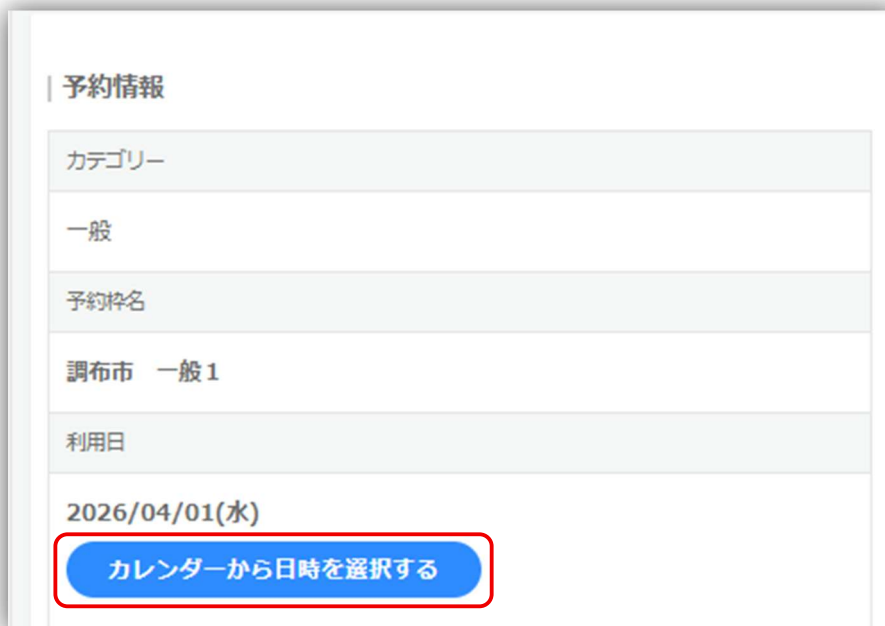 予約情報
カテゴリー
一般
予約枠名
調布市　一般１
利用日
2026/04/01(水)
カレンダーから日時を選択する